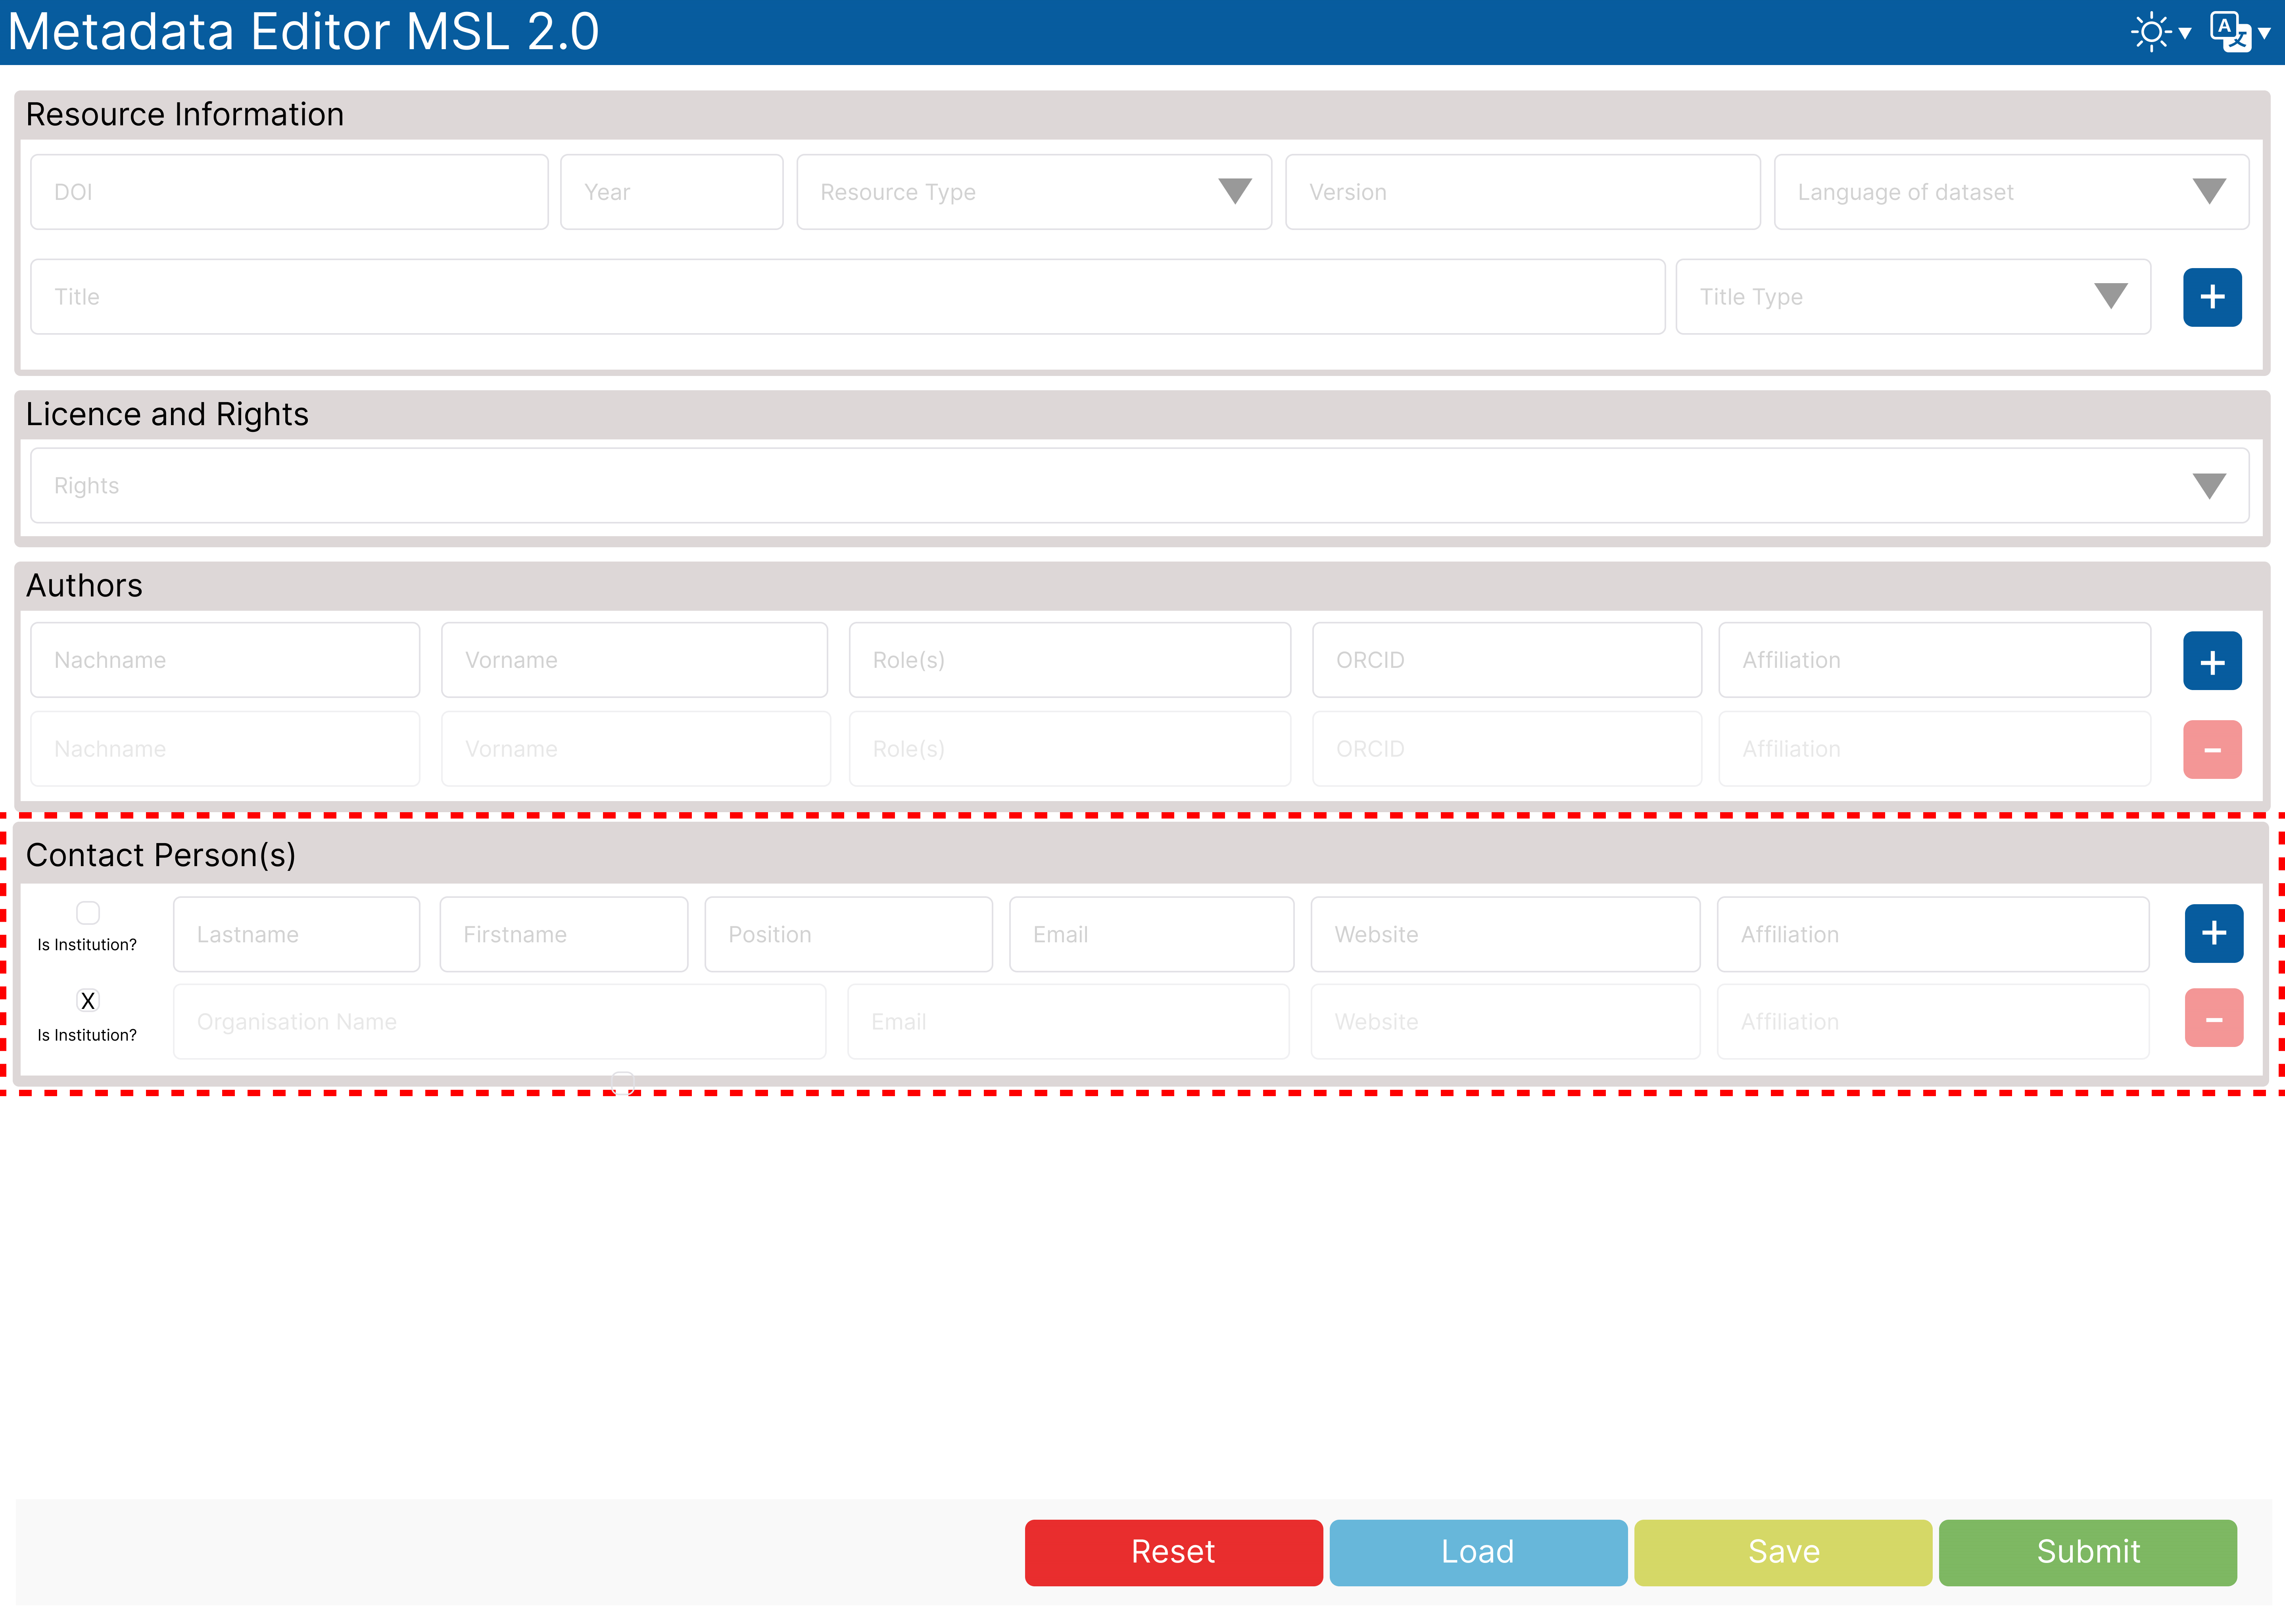 Metadata Editor MSL 2.0
A 文
Resource Information
DOI Year Resource Type Version Language of dataset
Title Title Type +
Licence and Rights
Rights
Authors
Nachname Vorname Role(s) ORCID Affiliation +
Nachname Vorname Role(s) ORCID Affiliation -
Contact Person(s)
Lastname Firstname Position Email Website Affiliation +
Is Institution?
X
Organisation Name Email Website Affiliation -
Is Institution?
Reset Load Save Submit